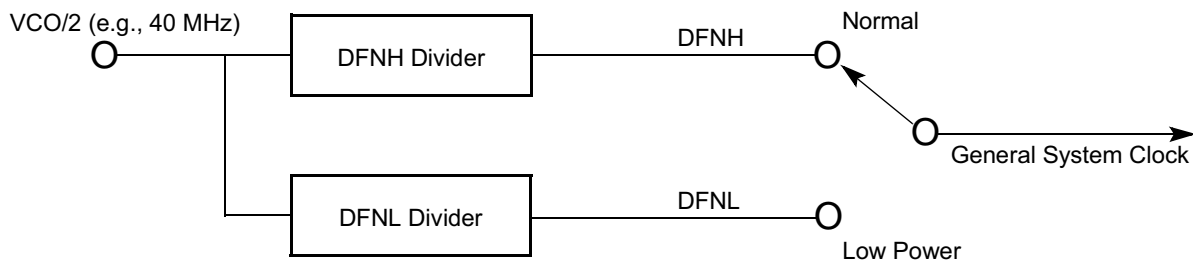 VCO/2 (e.g., 40 MHz)
Normal
DFNH Divider
DFNH
General System Clock
DFNL Divider
DFNL
Low Power